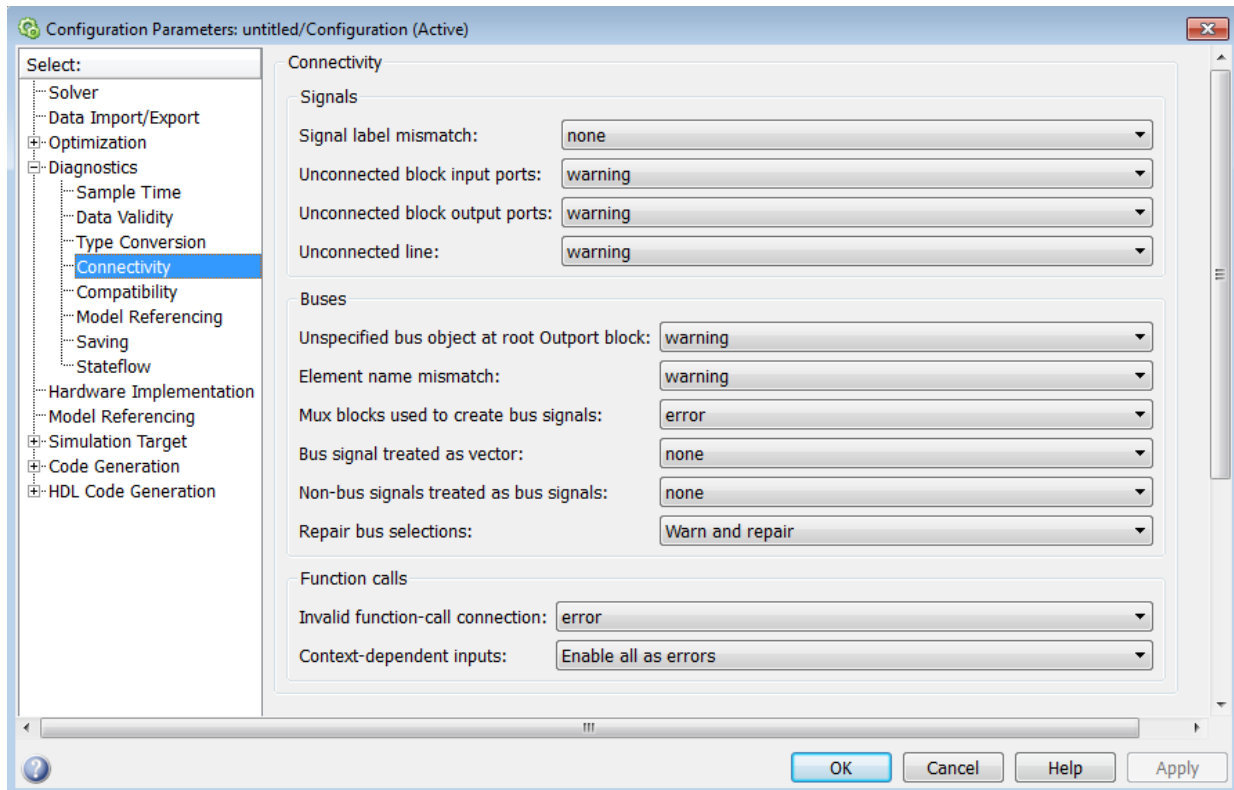 Configuration Parameters: untitled/Configuration (Active)
Select:
Solver
Data Import/Export
Optimization
Diagnostics
Sample Time
Data Validity
Type Conversion
Connectivity
Compatibility
Model Referencing
Saving
Stateflow
Hardware Implementation
Model Referencing
Simulation Target
Code Generation
HDL Code Generation
Connectivity
Signals
Signal label mismatch: none
Unconnected block input ports: warning
Unconnected block output ports: warning
Unconnected line: warning
Buses
Unspecified bus object at root Outport block: warning
Element name mismatch: warning
Mux blocks used to create bus signals: error
Bus signal treated as vector: none
Non-bus signals treated as bus signals: none
Repair bus selections: Warn and repair
Function calls
Invalid function-call connection: error
Context-dependent inputs: Enable all as errors
OK Cancel Help Apply